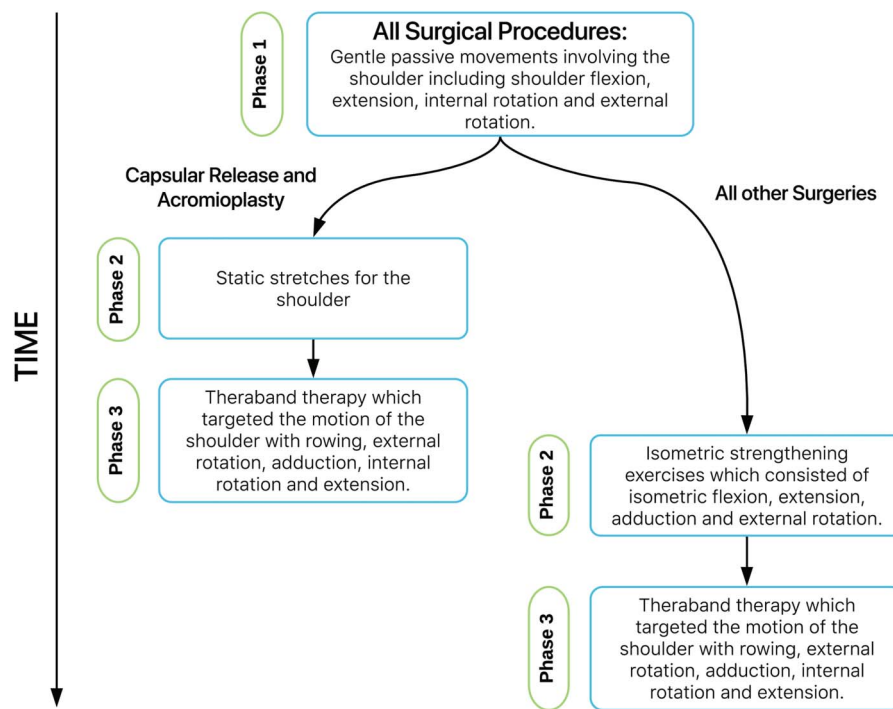 All Surgical Procedures:
Phase 1
Gentle passive movements involving the
shoulder including shoulder flexion,
extension, internal rotation and external
rotation.
Capsular Release and
Acromioplasty
All other Surgeries
TIME
Phase 2
Static stretches for the
shoulder
Phase 3
Theraband therapy which
targeted the motion of the
shoulder with rowing, external
rotation, adduction, internal
rotation and extension.
Phase 2
Isometric strengthening
exercises which consisted of
isometric flexion, extension,
adduction and external rotation.
Phase 3
Theraband therapy which
targeted the motion of the
shoulder with rowing, external
rotation, adduction, internal
rotation and extension.